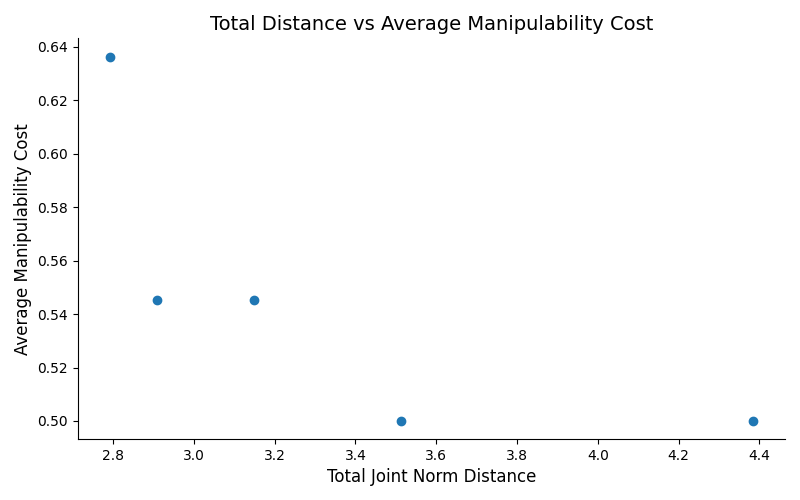 Total Distance vs Average Manipulability Cost
0.64
0.62
0.60
0.58
0.56
0.54
0.52
0.50
Average Manipulability Cost
2.8 3.0 3.2 3.4 3.6 3.8 4.0 4.2 4.4
Total Joint Norm Distance